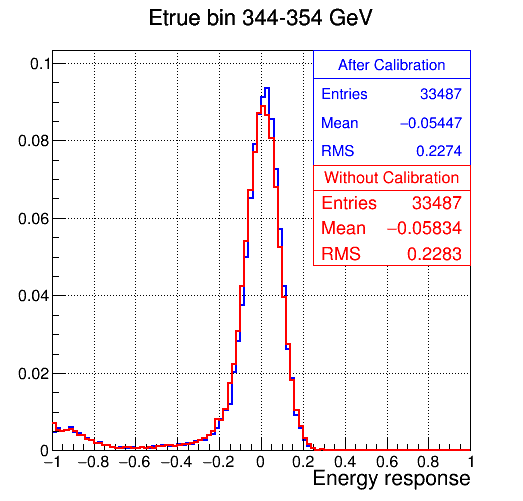 Etrue bin 344-354 GeV
After Calibration
Entries 33487
Mean −0.05447
RMS 0.2274
Without Calibration
Entries 33487
Mean −0.05834
RMS 0.2283
0.1
0.08
0.06
0.04
0.02
0
−1 −0.8 −0.6 −0.4 −0.2 0 0.2 0.4 0.6 0.8 1
Energy response